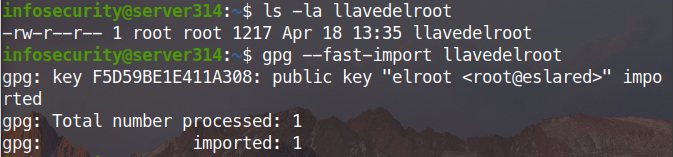 infosecurity@server314:~$ ls -la llavedelroot
-rw-r--r-- 1 root root 1217 Apr 18 13:35 llavedelroot
infosecurity@server314:~$ gpg --fast-import llavedelroot
gpg: key F5D59BE1E411A308: public key "elroot <root@eslared>" impo
rted
gpg: Total number processed: 1
gpg:               imported: 1